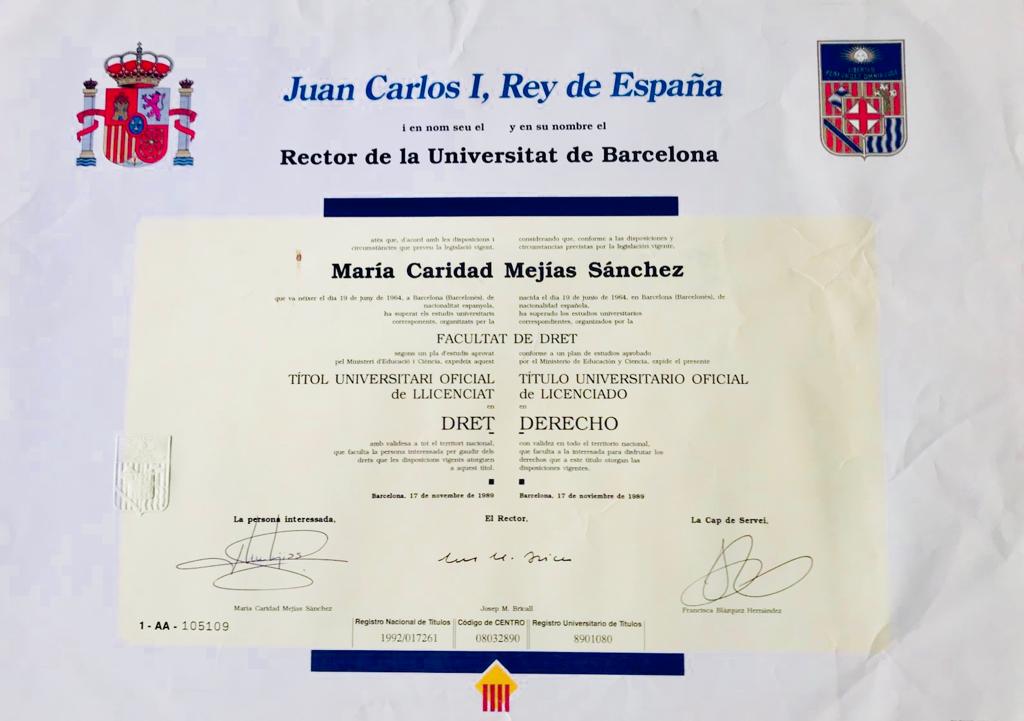 Juan Carlos I, Rey de España
i en nom seu el y en su nombre el
Rector de la Universitat de Barcelona
LIBERTAS
PERFUNDET OMNIA LUCE
atès que, d'acord amb les disposicions i
circumstàncies que preveu la legislació vigent,
considerando que, conforme a las disposiciones y
circunstancias previstas por la legislación vigente,
María Caridad Mejías Sánchez
que va néixer el dia 19 de juny de 1964, a Barcelona (Barcelonès), de
nacionalitat espanyola,
ha superat els estudis universitaris
corresponents, organitzats per la
nacida el día 19 de junio de 1964, en Barcelona (Barcelonès), de
nacionalidad española,
ha superado los estudios universitarios
correspondientes, organizados por la
FACULTAT DE DRET
segons un pla d'estudis aprovat
pel Ministeri d'Educació i Ciència, expedeix aquest
conforme a un plan de estudios aprobado
por el Ministerio de Educación y Ciencia, expide el presente
TÍTOL UNIVERSITARI OFICIAL
de LLICENCIAT
en
DRET
TÍTULO UNIVERSITARIO OFICIAL
de LICENCIADO
en
DERECHO
amb validesa a tot el territori nacional,
que faculta la persona interessada per gaudir dels
drets que les disposicions vigents atorguen
a aquest títol.
con validez en todo el territorio nacional,
que faculta a la interesada para disfrutar los
derechos que a este título otorgan las
disposiciones vigentes.
Barcelona, 17 de novembre de 1989
Barcelona, 17 de noviembre de 1989
La persona interessada,
El Rector,
La Cap de Servei,
María Caridad Mejías Sánchez
Josep M. Bricall
Francisca Blázquez Hernández
1 - AA - 105109
Registro Nacional de Títulos
1992/017261
Código de CENTRO
08032890
Registro Universitario de Títulos
8901080